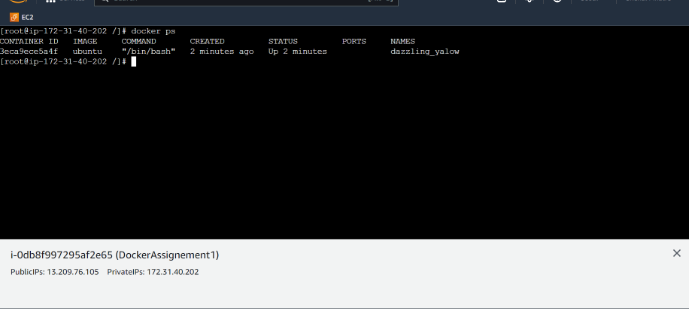 EC2
[root@ip-172-31-40-202 /]# docker ps
CONTAINER ID IMAGE COMMAND CREATED STATUS PORTS NAMES
3eca9ece5a4f ubuntu "/bin/bash" 2 minutes ago Up 2 minutes dazzling_yalow
[root@ip-172-31-40-202 /]#
i-0db8f997295af2e65 (DockerAssignement1)
PublicIPs: 13.209.76.105 PrivateIPs: 172.31.40.202